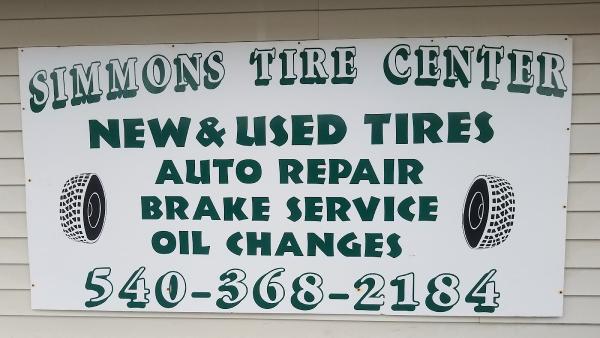 SIMMONS TIRE CENTER
NEW & USED TIRES
AUTO REPAIR
BRAKE SERVICE
OIL CHANGES
540-368-2184